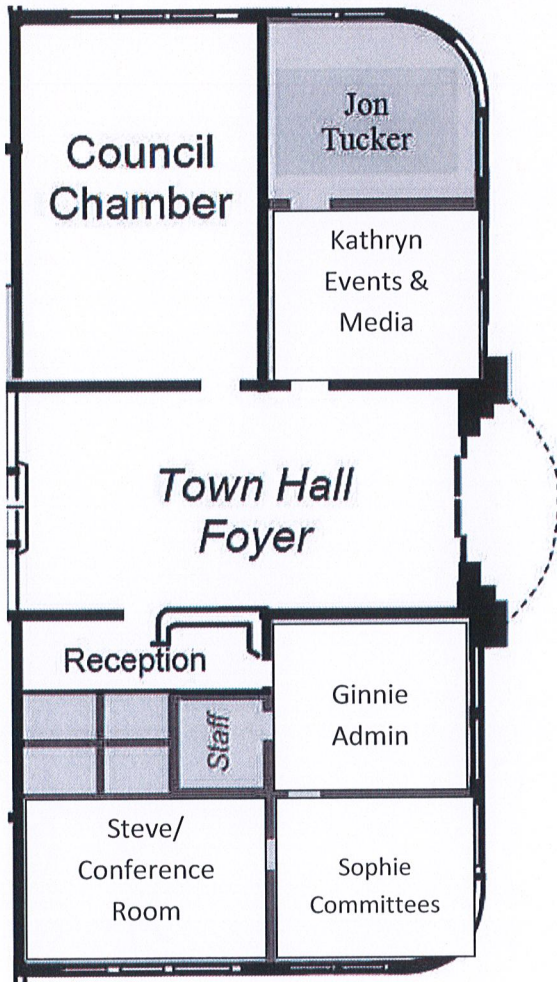 Council
Chamber
Jon
Tucker
Kathryn
Events &
Media
Town Hall
Foyer
Reception
Staff
Ginnie
Admin
Steve/
Conference
Room
Sophie
Committees